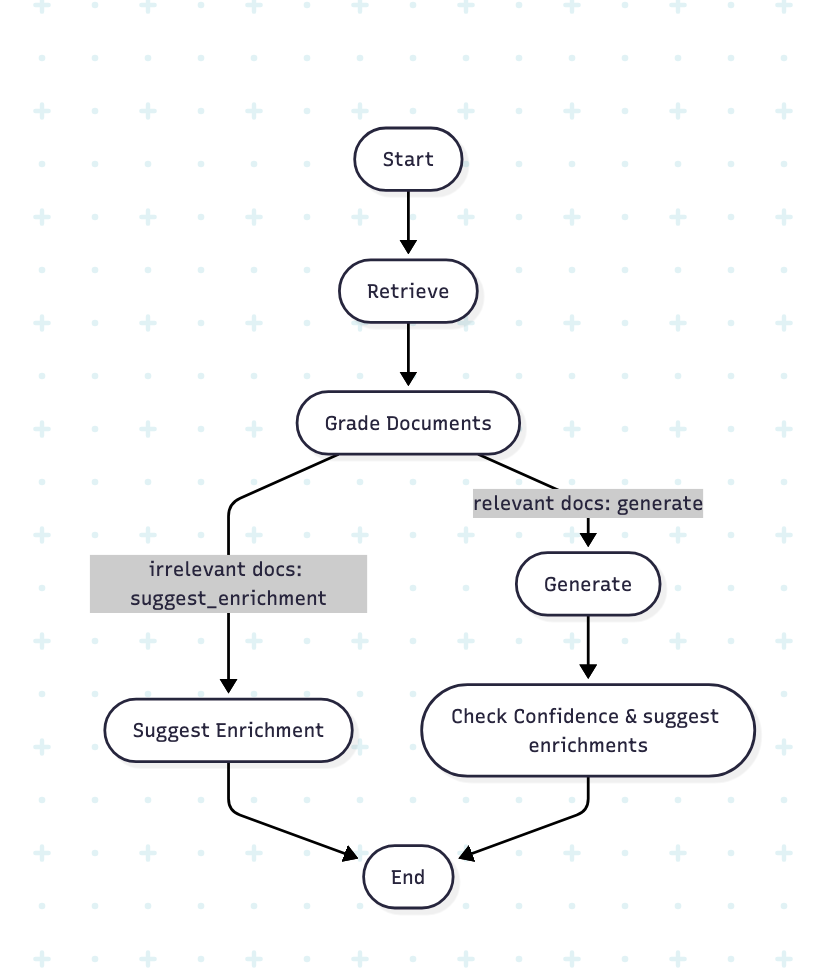 Start
Retrieve
Grade Documents
relevant docs: generate
irrelevant docs:
suggest_enrichment
Generate
Suggest Enrichment
Check Confidence & suggest
enrichments
End